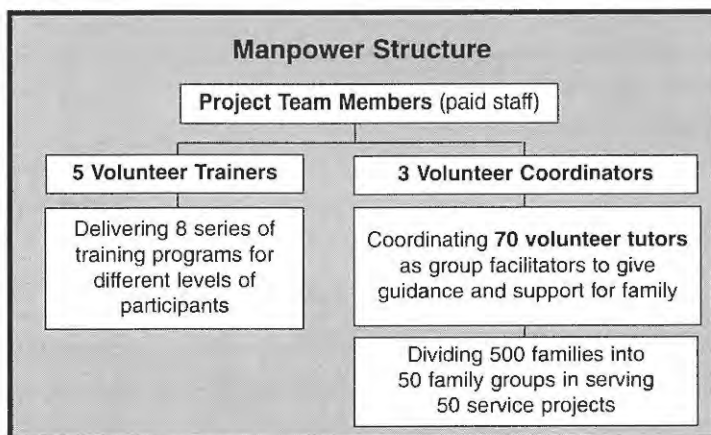 Manpower Structure
Project Team Members (paid staff)
5 Volunteer Trainers
Delivering 8 series of
training programs for
different levels of
participants
3 Volunteer Coordinators
Coordinating 70 volunteer tutors
as group facilitators to give
guidance and support for family
Dividing 500 families into
50 family groups in serving
50 service projects